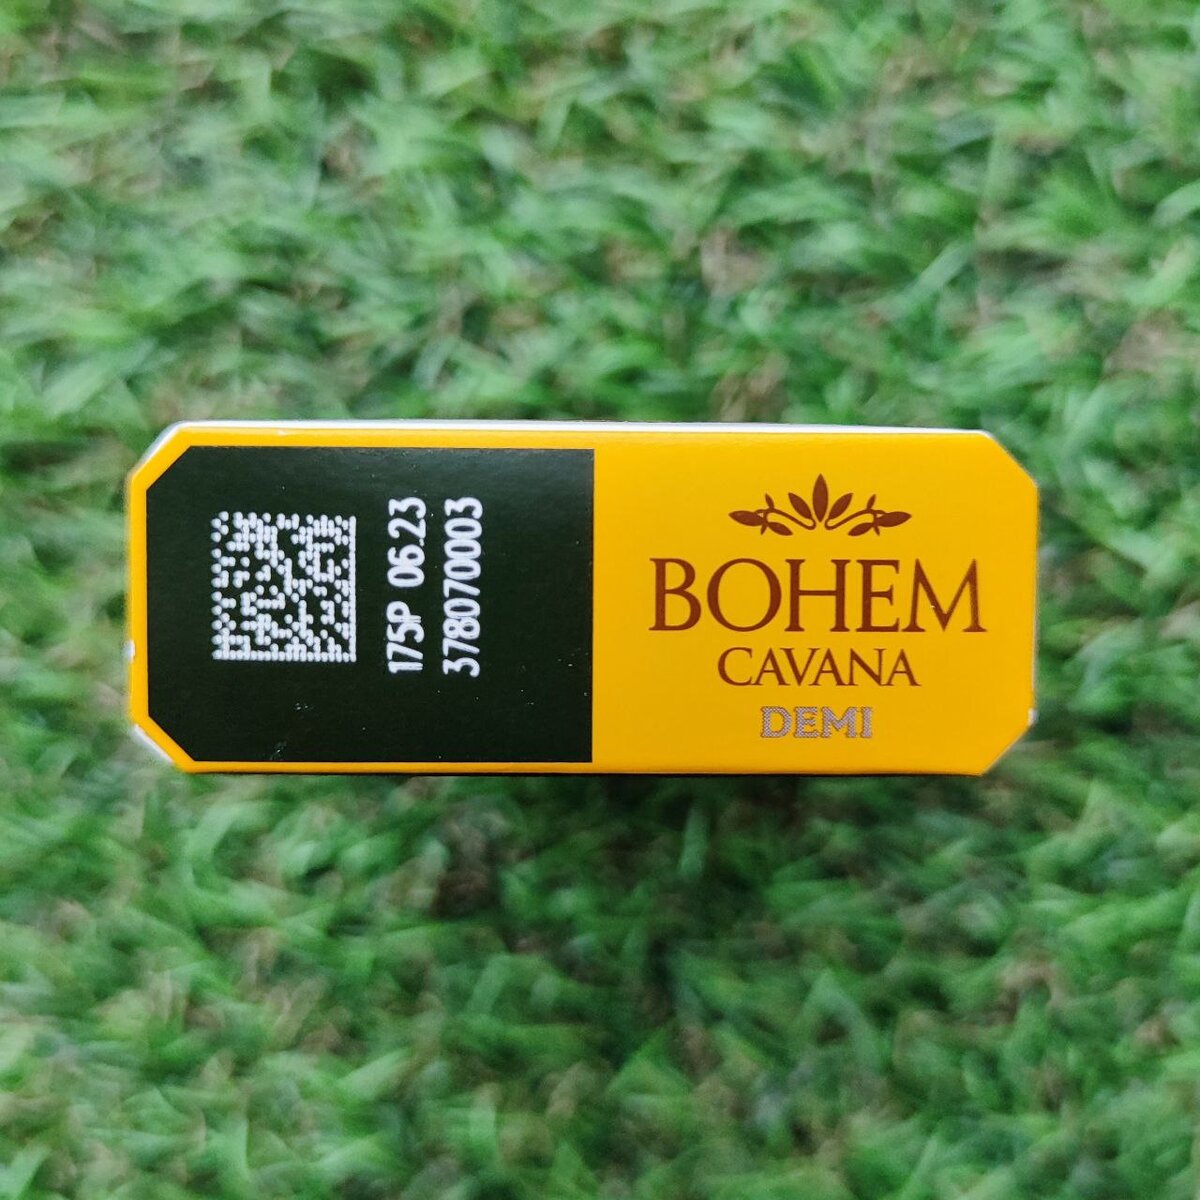 175P 06.23
378070003
BOHEM
CAVANA
DEMI